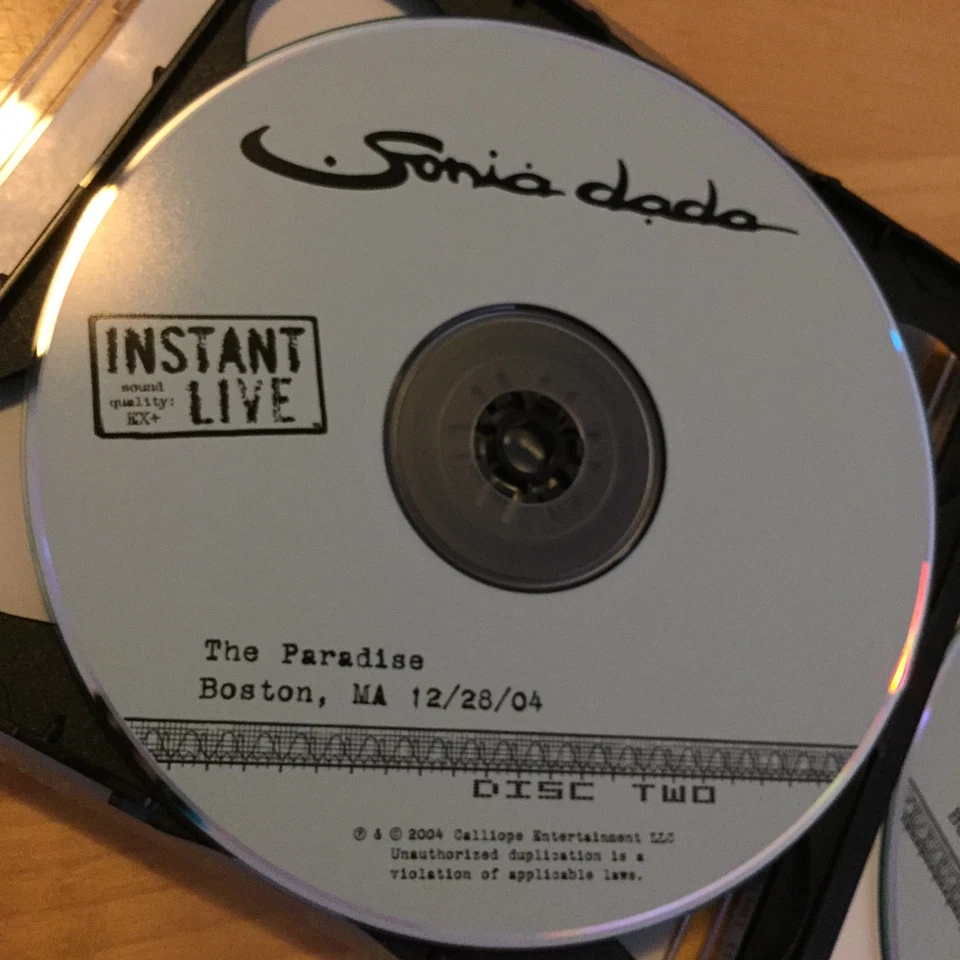 Sonia dada
INSTANT
LIVE
sound
quality:
EX+
The Paradise
Boston, MA 12/28/04
DISC TWO
℗ & © 2004 Calliope Entertainment LLC
Unauthorized duplication is a
violation of applicable laws.